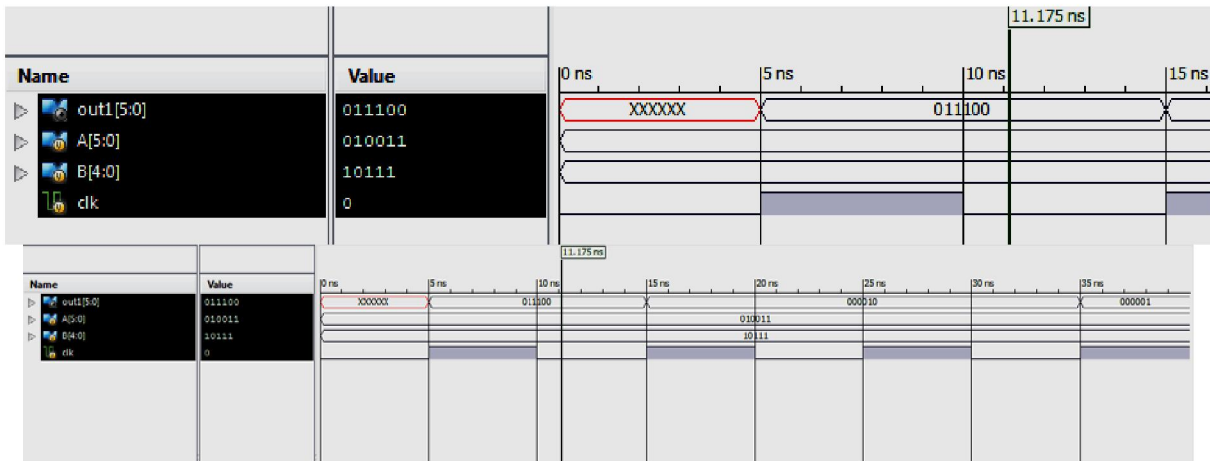 11.175 ns
Name Value 0 ns 5 ns 10 ns 15 ns
out1[5:0] 011100 XXXXXX 011100
A[5:0] 010011
B[4:0] 10111
clk 0
11.175 ns
Name Value 0 ns 5 ns 10 ns 15 ns 20 ns 25 ns 30 ns 35 ns
out1[5:0] 011100 XXXXXX 011100 000010 000001
A[5:0] 010011 010011
B[4:0] 10111 10111
clk 0